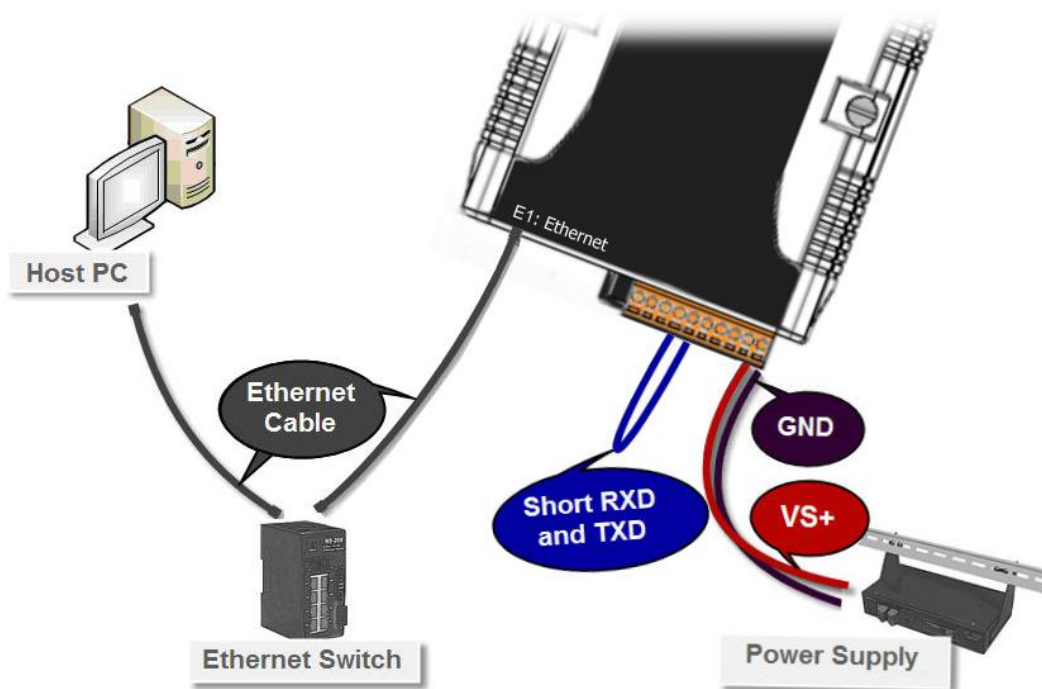 E1: Ethernet
Host PC
Ethernet
Cable
GND
Short RXD
and TXD
VS+
Ethernet Switch
Power Supply